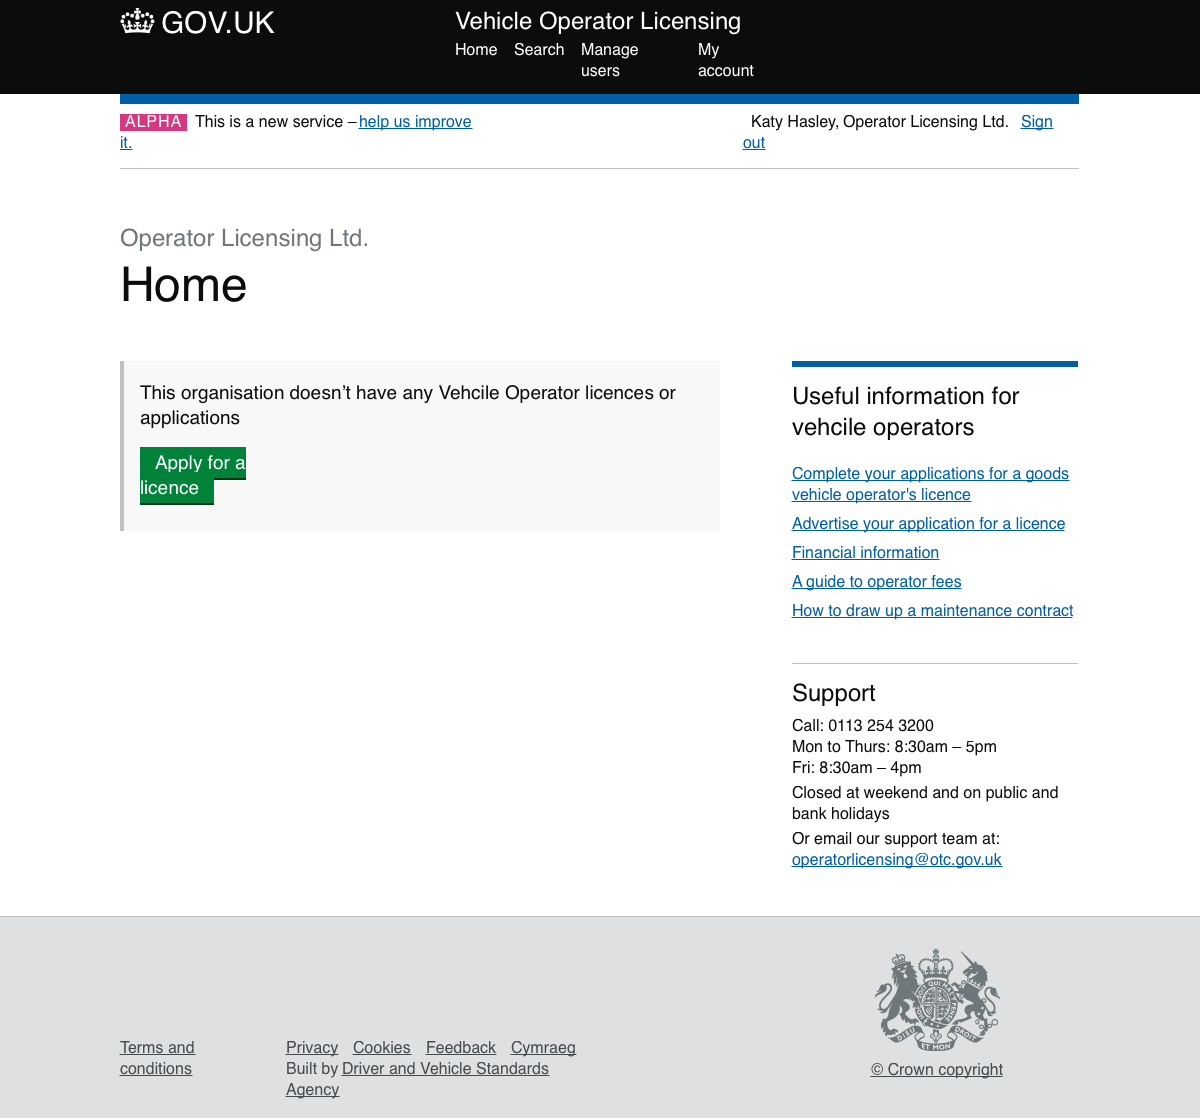 GOV.UK
Vehicle Operator Licensing
Home Search Manage users My account
ALPHA This is a new service – help us improve it.
Katy Hasley, Operator Licensing Ltd. Sign out
Operator Licensing Ltd.
Home
This organisation doesn’t have any Vehcile Operator licences or
applications
Apply for a
licence
Useful information for
vehcile operators
Complete your applications for a goods
vehicle operator's licence
Advertise your application for a licence
Financial information
A guide to operator fees
How to draw up a maintenance contract
Support
Call: 0113 254 3200
Mon to Thurs: 8:30am – 5pm
Fri: 8:30am – 4pm
Closed at weekend and on public and
bank holidays
Or email our support team at:
operatorlicensing@otc.gov.uk
Terms and
conditions
Privacy Cookies Feedback Cymraeg
Built by Driver and Vehicle Standards
Agency
DIEU ET MON DROIT
© Crown copyright